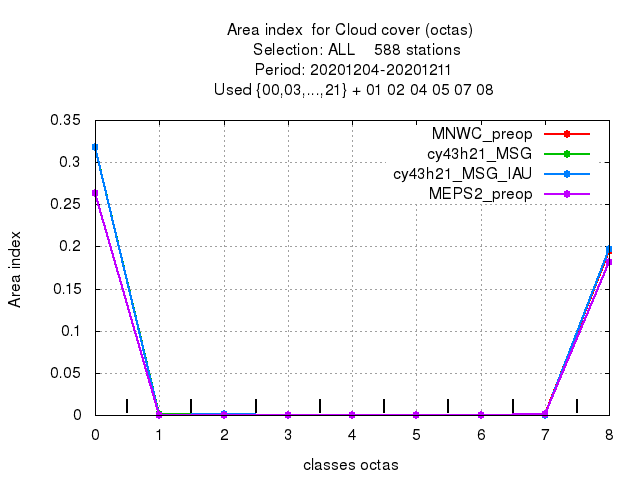 Area index  for Cloud cover (octas)
Selection: ALL    588 stations
Period: 20201204-20201211
Used {00,03,...,21} + 01 02 04 05 07 08
0.35
0.3
0.25
0.2
0.15
0.1
0.05
0
Area index
MNWC_preop
cy43h21_MSG
cy43h21_MSG_IAU
MEPS2_preop
0 1 2 3 4 5 6 7 8
classes octas